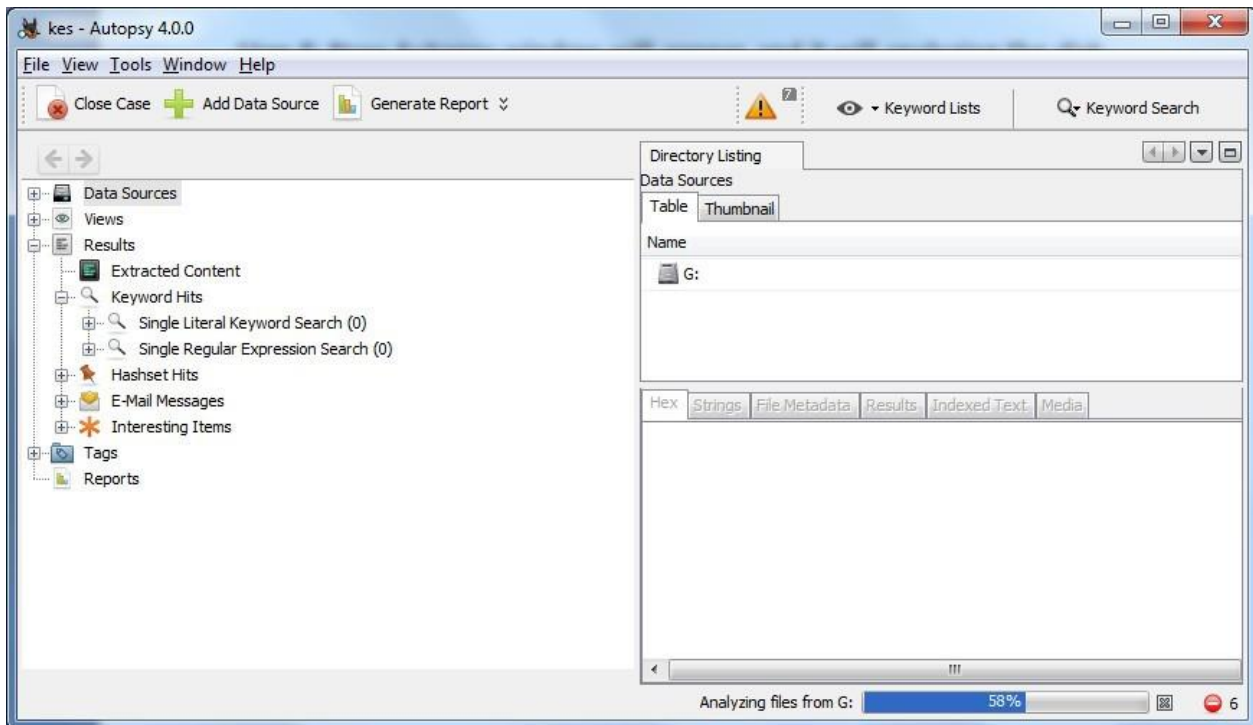 kes - Autopsy 4.0.0
File View Tools Window Help
Close Case Add Data Source Generate Report 7 Keyword Lists Keyword Search
Data Sources
Views
Results
Extracted Content
Keyword Hits
Single Literal Keyword Search (0)
Single Regular Expression Search (0)
Hashset Hits
E-Mail Messages
Interesting Items
Tags
Reports
Directory Listing
Data Sources
Table Thumbnail
Name
G:
Hex Strings File Metadata Results Indexed Text Media
Analyzing files from G: 58% 6